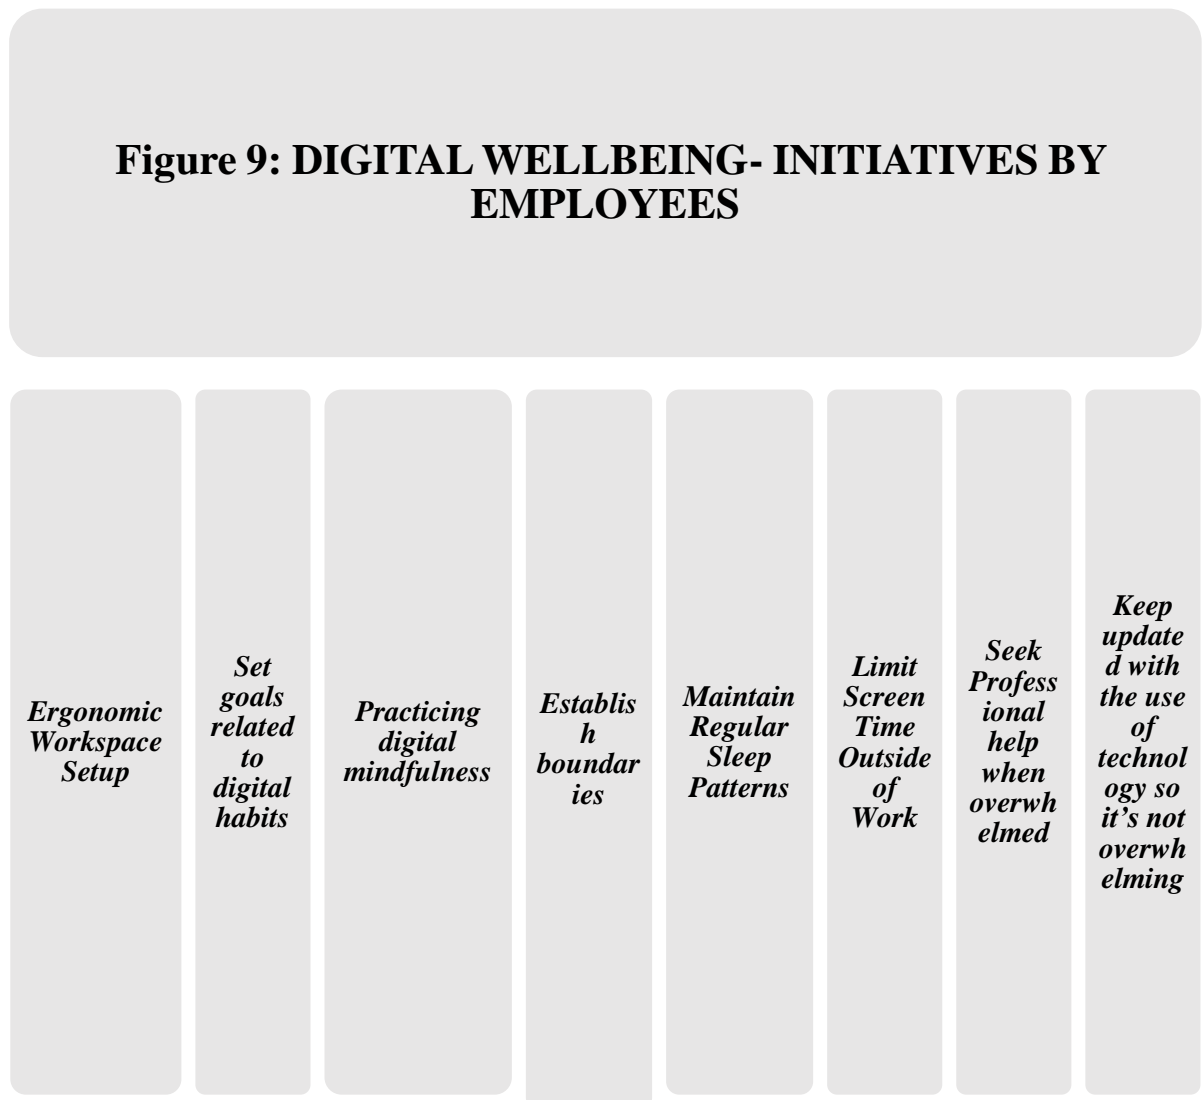 Figure 9: DIGITAL WELLBEING- INITIATIVES BY
EMPLOYEES
Ergonomic
Workspace
Setup
Set
goals
related
to
digital
habits
Practicing
digital
mindfulness
Establis
h
boundar
ies
Maintain
Regular
Sleep
Patterns
Limit
Screen
Time
Outside
of
Work
Seek
Profess
ional
help
when
overwh
elmed
Keep
update
d with
the use
of
technol
ogy so
it’s not
overwh
elming